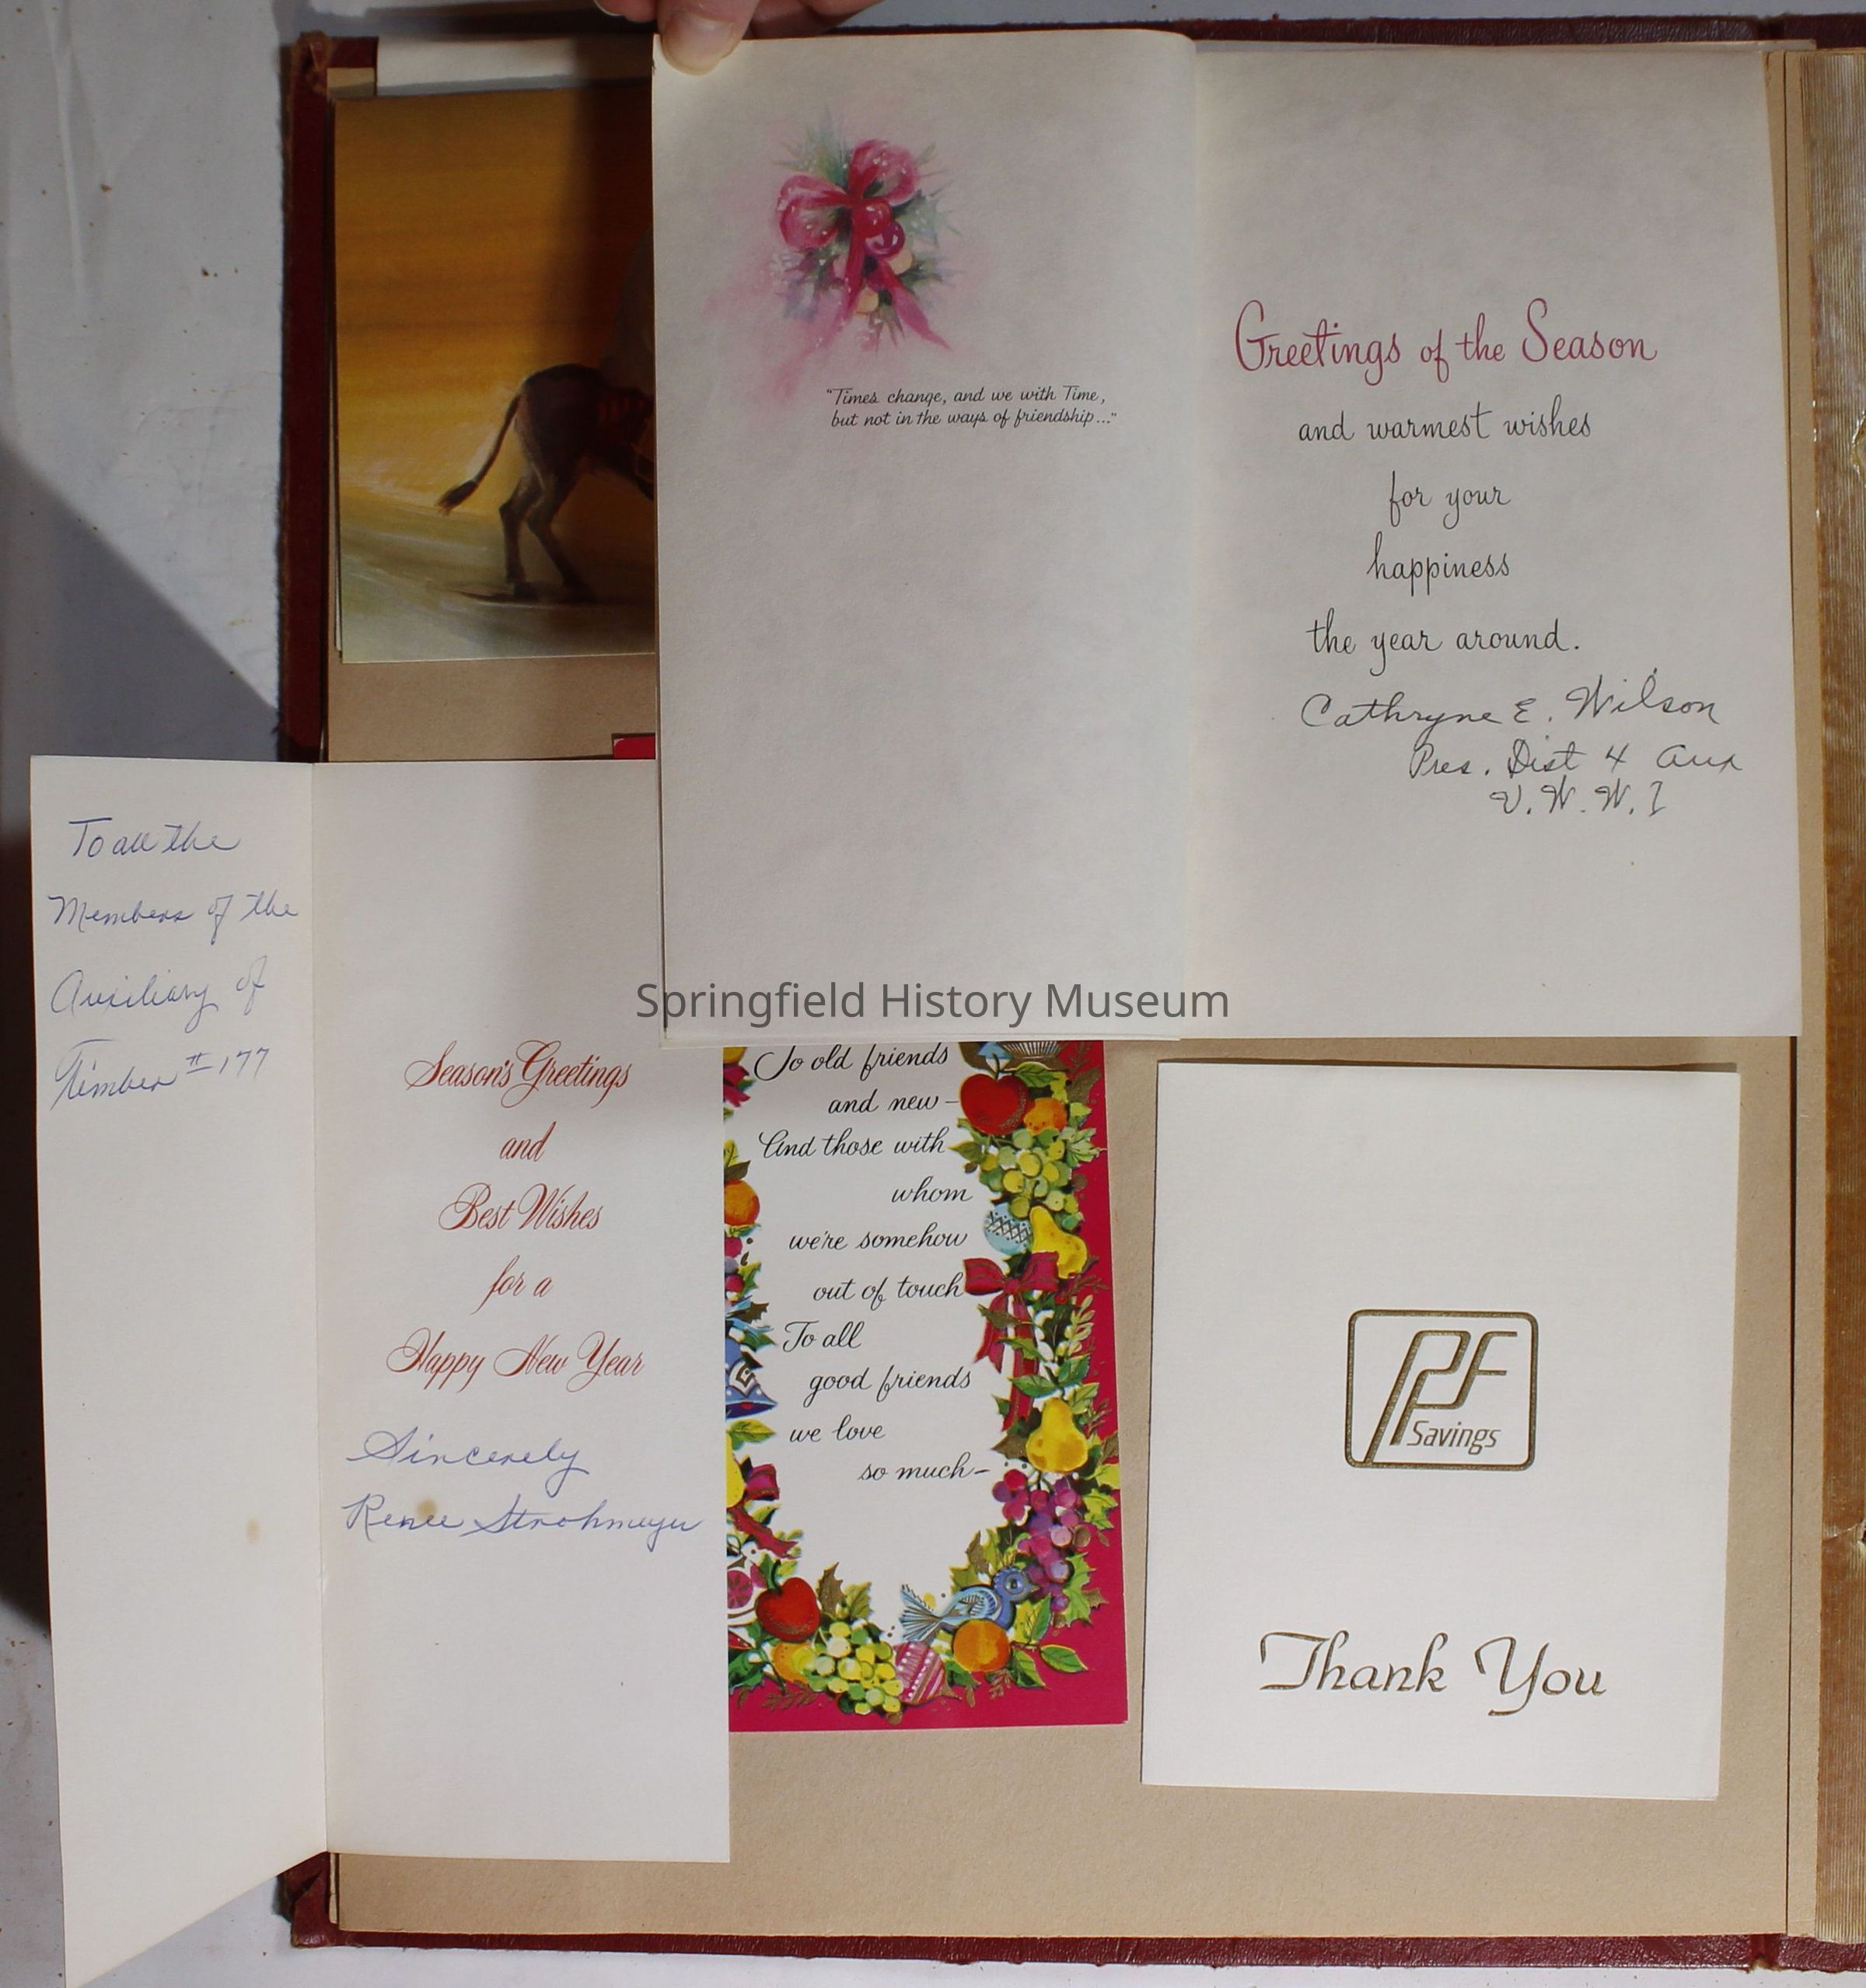 "Times change, and we with Time,
but not in the ways of friendship..."
Greetings of the Season
and warmest wishes
for your
happiness
the year around.
Cathryne E. Wilson
Pres. Dist 4 Aux
V.W.W.I
To all the
Members of the
Auxiliary of
Timber #177
Season's Greetings
and
Best Wishes
for a
Happy New Year
Sincerely
Renee Strohmeyer
Springfield History Museum
To old friends
and new-
And those with
whom
we're somehow
out of touch
To all
good friends
we love
so much-
PF
Savings
Thank You